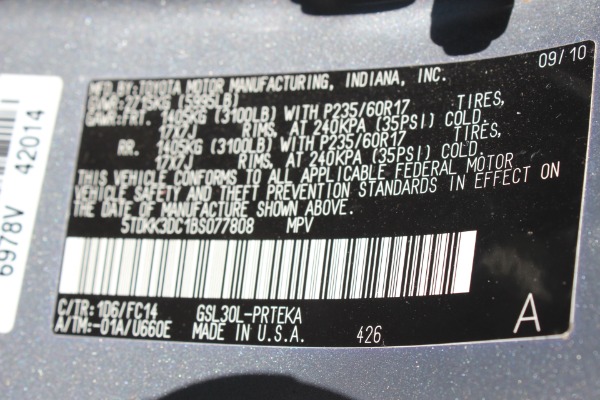 09/10
MFD.BY:TOYOTA MOTOR MANUFACTURING, INDIANA, INC.
GVWR:2715KG (5995LB)
GAWR:FRT. 1405KG (3100LB) WITH P235/60R17 TIRES,
17X7J RIMS, AT 240KPA (35PSI) COLD.
RR. 1405KG (3100LB) WITH P235/60R17 TIRES,
17X7J RIMS, AT 240KPA (35PSI) COLD.
THIS VEHICLE CONFORMS TO ALL APPLICABLE FEDERAL MOTOR
VEHICLE SAFETY AND THEFT PREVENTION STANDARDS IN EFFECT ON
THE DATE OF MANUFACTURE SHOWN ABOVE.
5TDKK3DC1BS077808 MPV
C/TR: 1D6/FC14 GSL30L-PRTEKA
A/TM: -01A/U660E MADE IN U.S.A. 426 A
6978V 42014